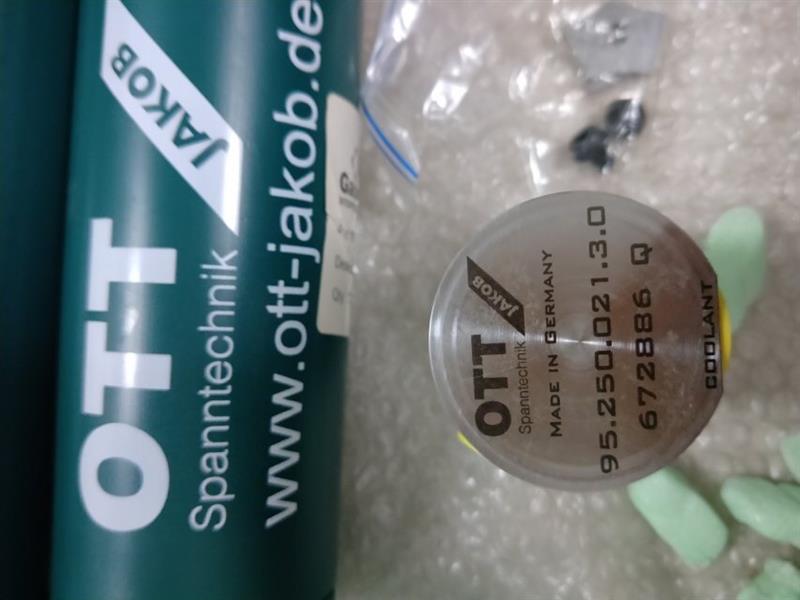 OTT
JAKOB
Spanntechnik
www.ott-jakob.de
OTT
JAKOB
Spanntechnik
MADE IN GERMANY
95.250.021.3.0
672886 Q
COOLANT